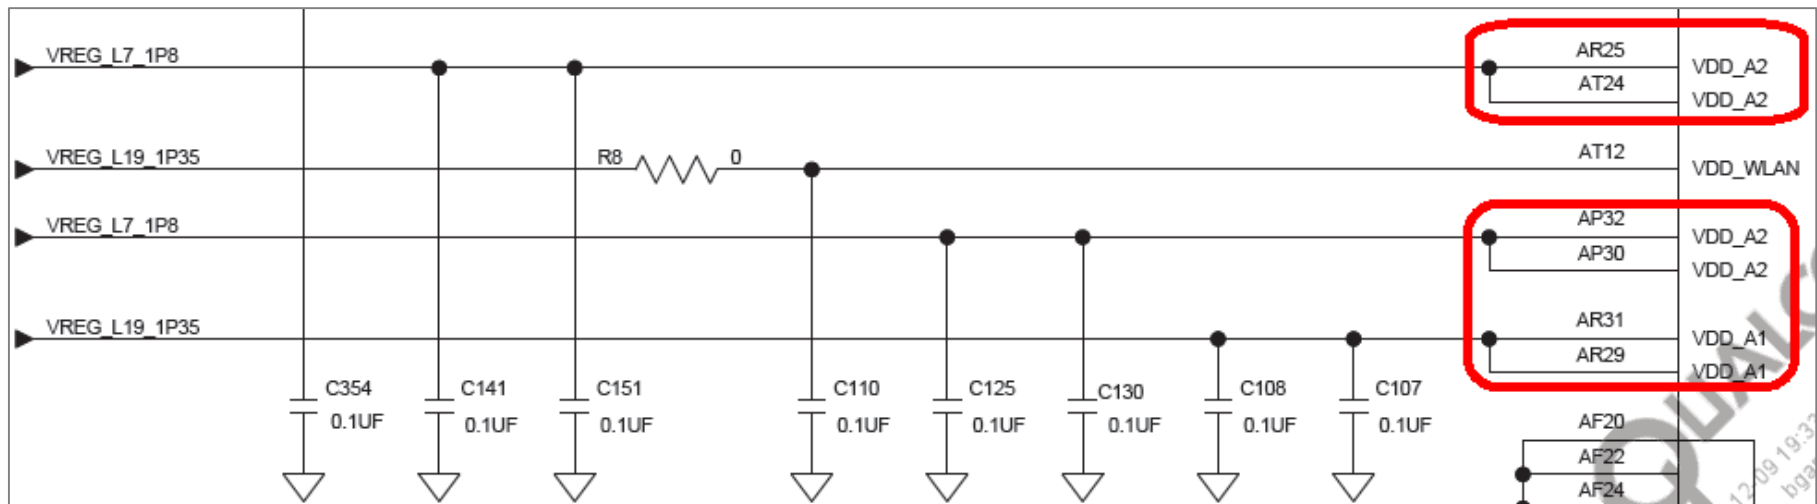 VREG_L7_1P8
AR25
VDD_A2
AT24
VDD_A2
VREG_L19_1P35
R8
0
AT12
VDD_WLAN
VREG_L7_1P8
AP32
VDD_A2
AP30
VDD_A2
VREG_L19_1P35
AR31
VDD_A1
AR29
VDD_A1
C354
0.1UF
C141
0.1UF
C151
0.1UF
C110
0.1UF
C125
0.1UF
C130
0.1UF
C108
0.1UF
C107
0.1UF
AF20
AF22
AF24